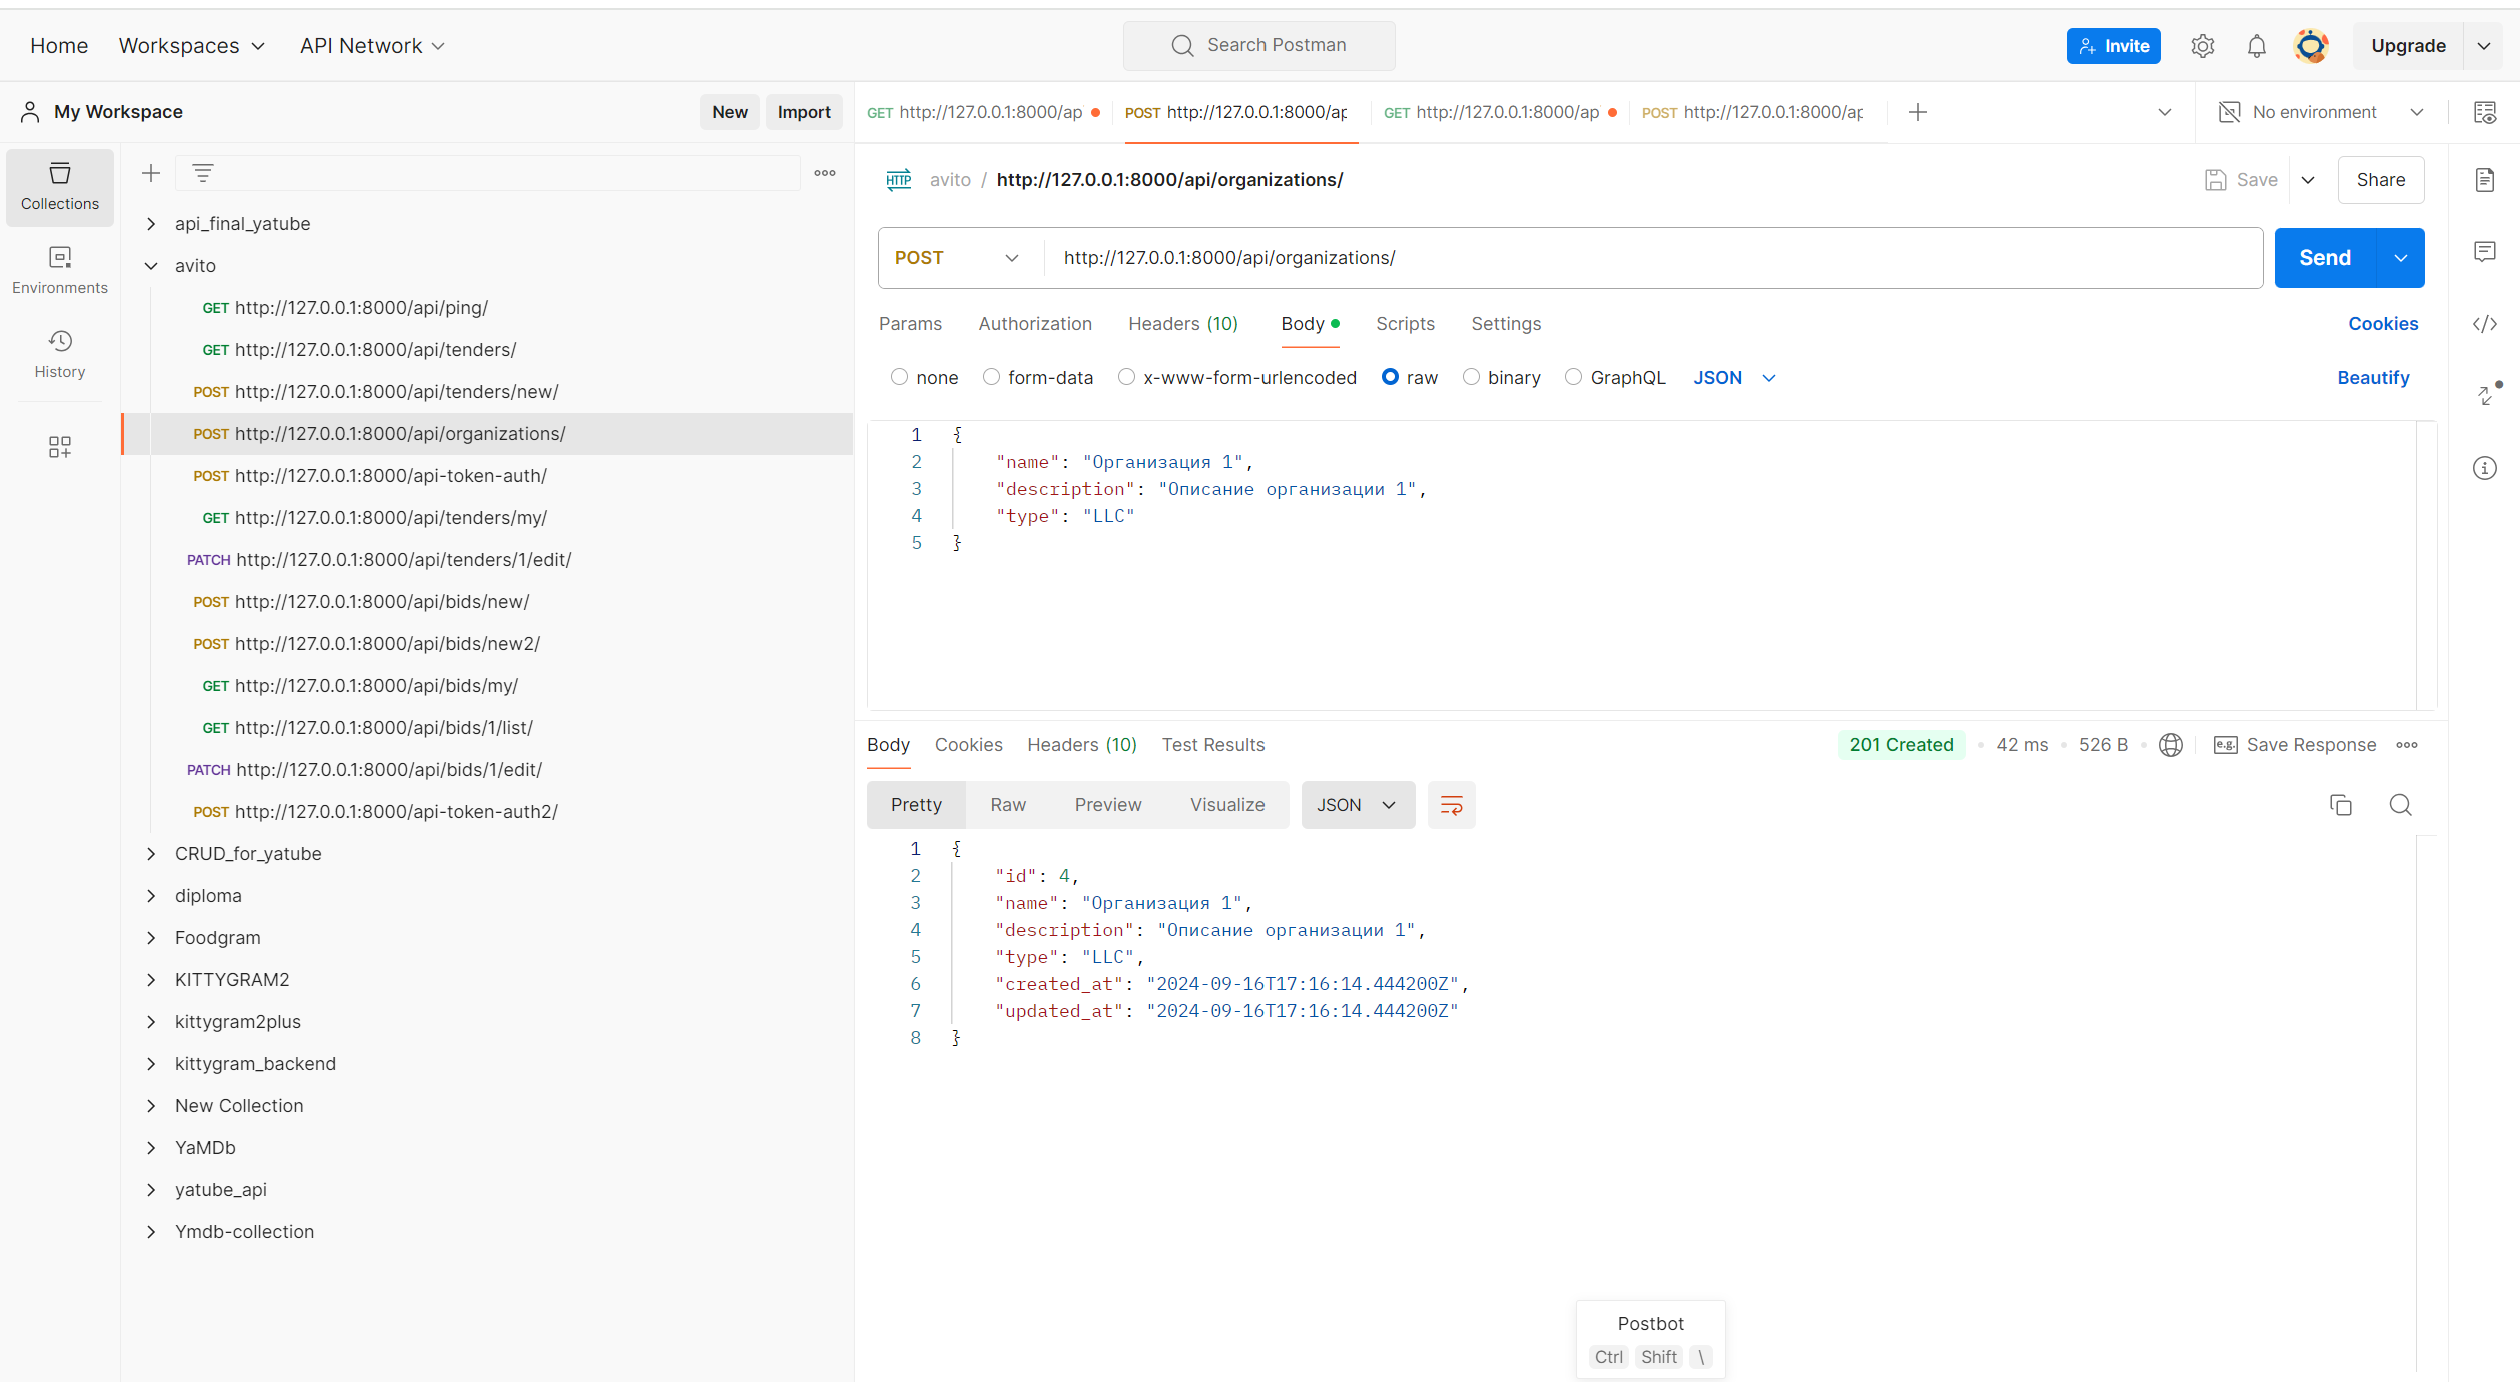 Home Workspaces API Network Search Postman Invite Upgrade
My Workspace New Import
GET http://127.0.0.1:8000/ap POST http://127.0.0.1:8000/ap GET http://127.0.0.1:8000/ap POST http://127.0.0.1:8000/ap No environment
Collections
Environments
History
api_final_yatube
avito
GET http://127.0.0.1:8000/api/ping/
GET http://127.0.0.1:8000/api/tenders/
POST http://127.0.0.1:8000/api/tenders/new/
POST http://127.0.0.1:8000/api/organizations/
POST http://127.0.0.1:8000/api-token-auth/
GET http://127.0.0.1:8000/api/tenders/my/
PATCH http://127.0.0.1:8000/api/tenders/1/edit/
POST http://127.0.0.1:8000/api/bids/new/
POST http://127.0.0.1:8000/api/bids/new2/
GET http://127.0.0.1:8000/api/bids/my/
GET http://127.0.0.1:8000/api/bids/1/list/
PATCH http://127.0.0.1:8000/api/bids/1/edit/
POST http://127.0.0.1:8000/api-token-auth2/
CRUD_for_yatube
diploma
Foodgram
KITTYGRAM2
kittygram2plus
kittygram_backend
New Collection
YaMDb
yatube_api
Ymdb-collection
HTTP avito / http://127.0.0.1:8000/api/organizations/ Save Share
POST http://127.0.0.1:8000/api/organizations/ Send
Params Authorization Headers (10) Body Scripts Settings Cookies
none form-data x-www-form-urlencoded raw binary GraphQL JSON Beautify
1 {
2 "name": "Организация 1",
3 "description": "Описание организации 1",
4 "type": "LLC"
5 }
Body Cookies Headers (10) Test Results 201 Created 42 ms 526 B e.g. Save Response
Pretty Raw Preview Visualize JSON
1 {
2 "id": 4,
3 "name": "Организация 1",
4 "description": "Описание организации 1",
5 "type": "LLC",
6 "created_at": "2024-09-16T17:16:14.444200Z",
7 "updated_at": "2024-09-16T17:16:14.444200Z"
8 }
Postbot
Ctrl Shift \